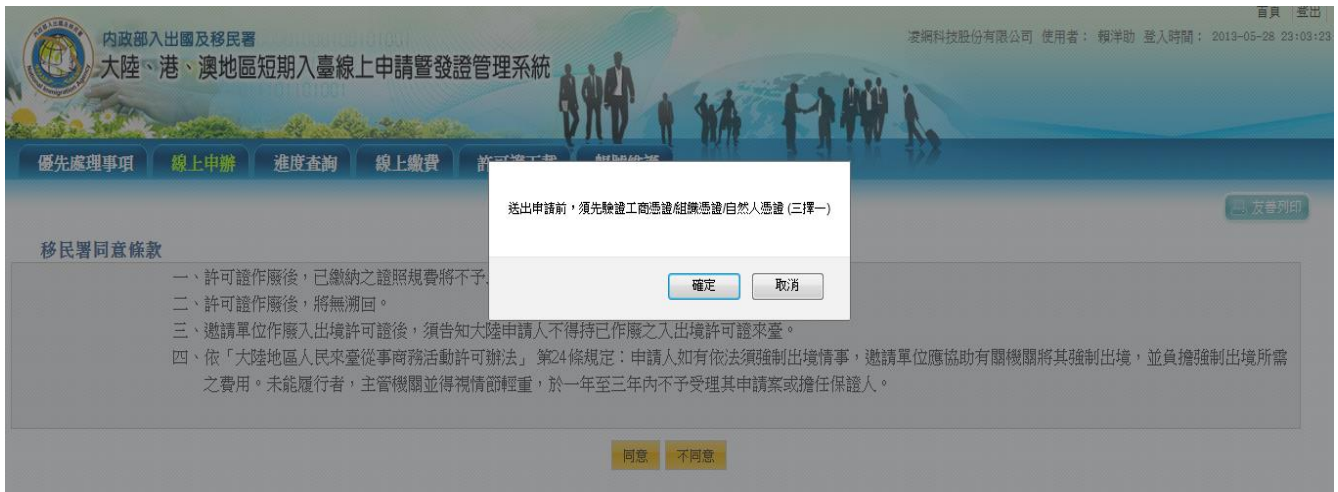 首頁 登出
內政部入出國及移民署
大陸、港、澳地區短期入臺線上申請暨發證管理系統
凌網科技股份有限公司 使用者： 賴洋助 登入時間： 2013-05-28 23:03:23
優先處理事項 線上申辦 進度查詢 線上繳費
送出申請前，須先驗證工商憑證/組織憑證/自然人憑證 (三擇一)
確定 取消
友善列印
移民署同意條款
一、許可證作廢後，已繳納之證照規費將不予
二、許可證作廢後，將無溯回。
三、邀請單位作廢入出境許可證後，須告知大陸申請人不得持已作廢之入出境許可證來臺。
四、依「大陸地區人民來臺從事商務活動許可辦法」 第24條規定：申請人如有依法須強制出境情事，邀請單位應協助有關機關將其強制出境，並負擔強制出境所需
之費用。未能履行者，主管機關並得視情節輕重，於一年至三年內不予受理其申請案或擔任保證人。
同意 不同意